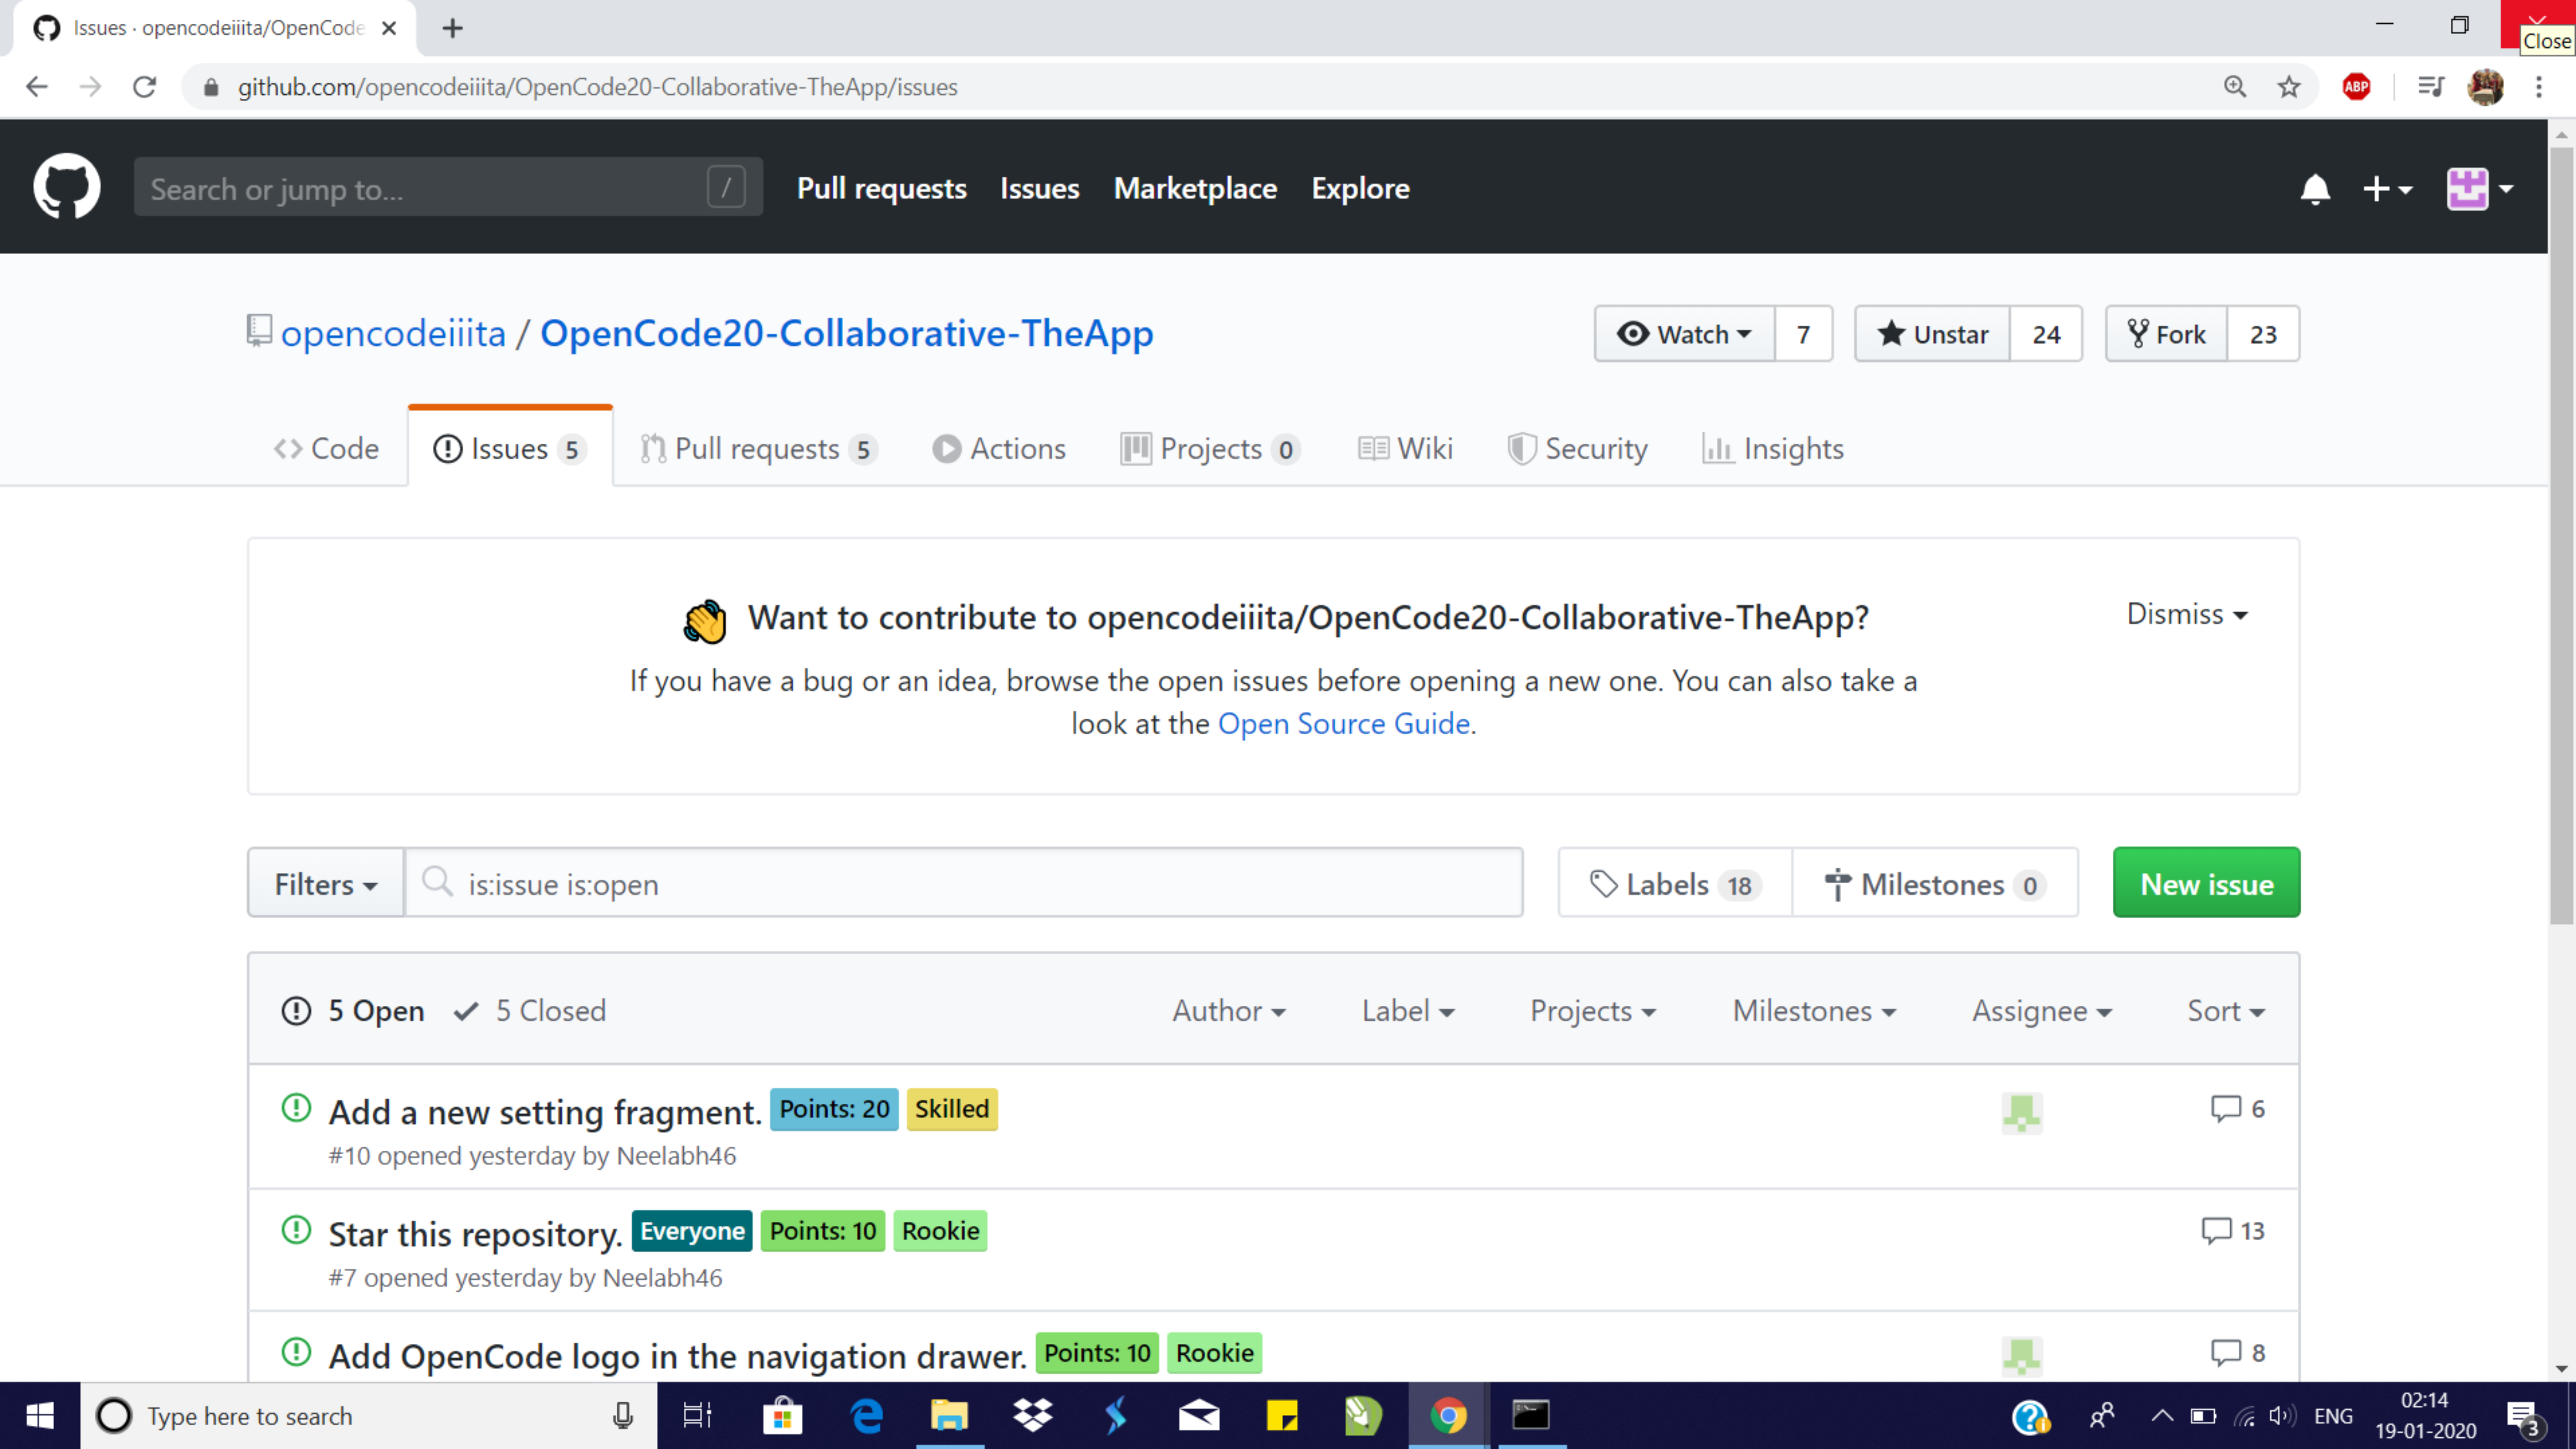 Issues · opencodeiiita/OpenCode
Close
github.com/opencodeiiita/OpenCode20-Collaborative-TheApp/issues
ABP
Search or jump to... /
Pull requests Issues Marketplace Explore
opencodeiiita / OpenCode20-Collaborative-TheApp
Watch 7 Unstar 24 Fork 23
Code Issues 5 Pull requests 5 Actions Projects 0 Wiki Security Insights
Want to contribute to opencodeiiita/OpenCode20-Collaborative-TheApp?
Dismiss
If you have a bug or an idea, browse the open issues before opening a new one. You can also take a
look at the Open Source Guide.
Filters is:issue is:open Labels 18 Milestones 0 New issue
5 Open 5 Closed Author Label Projects Milestones Assignee Sort
Add a new setting fragment. Points: 20 Skilled 6
#10 opened yesterday by Neelabh46
Star this repository. Everyone Points: 10 Rookie 13
#7 opened yesterday by Neelabh46
Add OpenCode logo in the navigation drawer. Points: 10 Rookie 8
Type here to search
ENG
02:14
19-01-2020
3